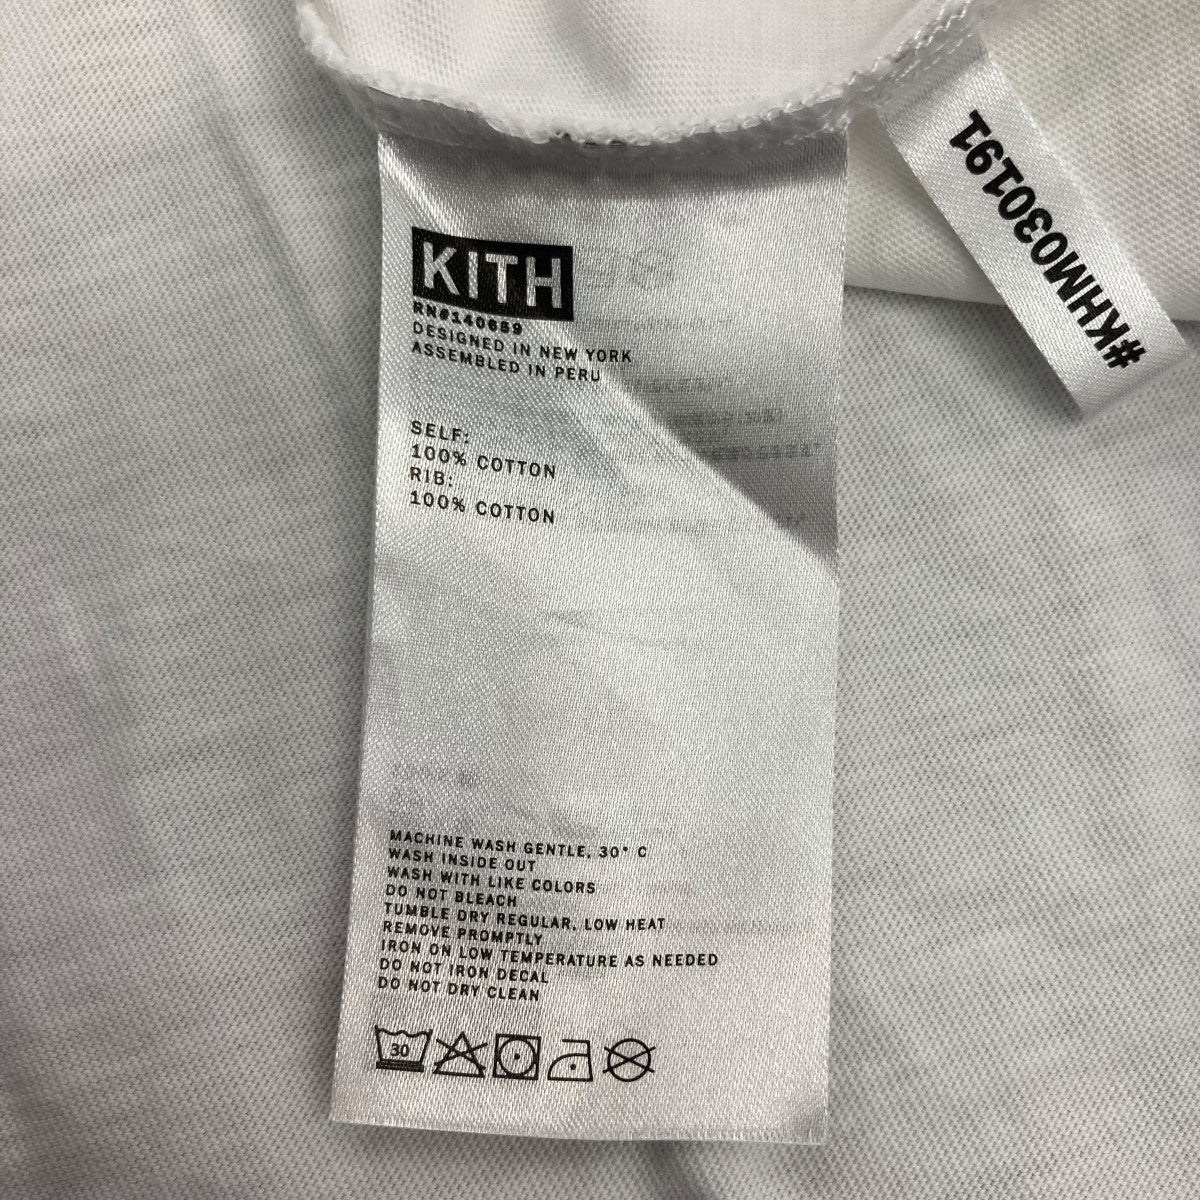 KITH
RN#140659
DESIGNED IN NEW YORK
ASSEMBLED IN PERU
SELF:
100% COTTON
RIB:
100% COTTON
MACHINE WASH GENTLE, 30° C
WASH INSIDE OUT
WASH WITH LIKE COLORS
DO NOT BLEACH
TUMBLE DRY REGULAR, LOW HEAT
REMOVE PROMPTLY
IRON ON LOW TEMPERATURE AS NEEDED
DO NOT IRON DECAL
DO NOT DRY CLEAN
30
#KHM030191